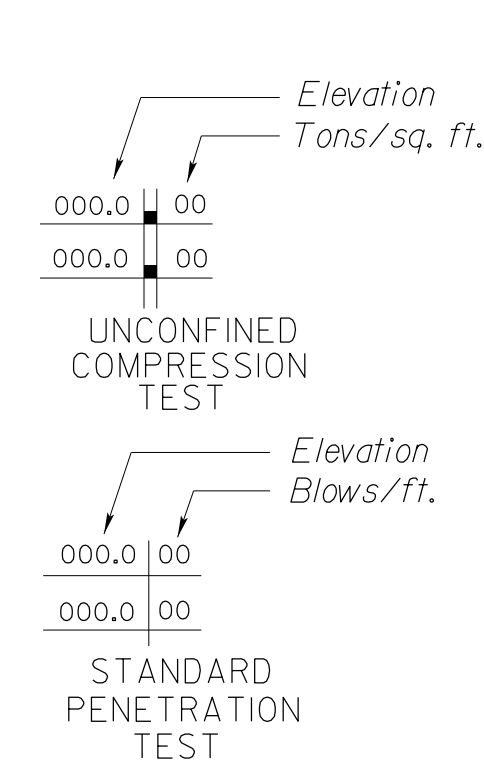 Elevation
Tons/sq. ft.
000.0 00
000.0 00
UNCONFINED
COMPRESSION
TEST
Elevation
Blows/ft.
000.0 00
000.0 00
STANDARD
PENETRATION
TEST